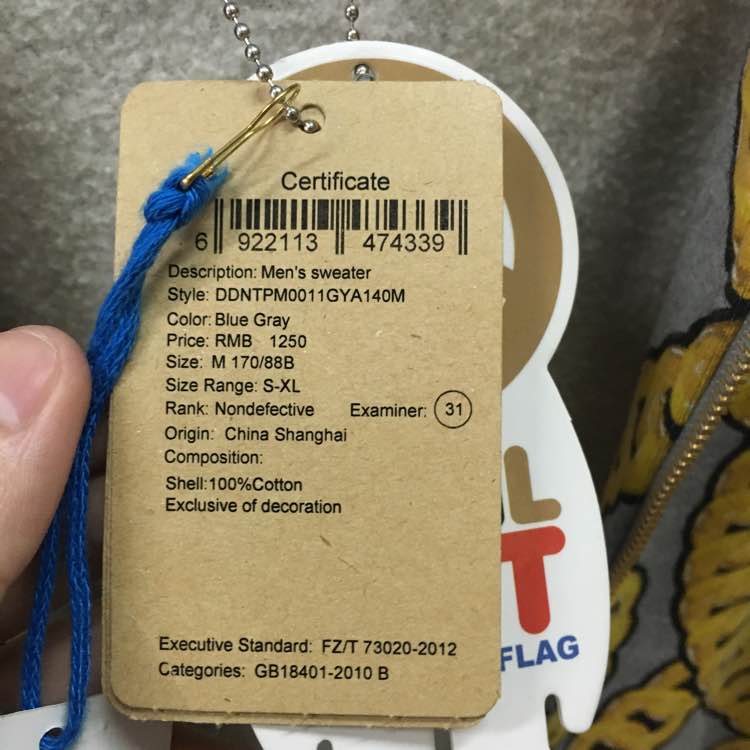 Certificate
6 922113 474339
Description: Men's sweater
Style: DDNTPM0011GYA140M
Color: Blue Gray
Price: RMB 1250
Size: M 170/88B
Size Range: S-XL
Rank: Nondefective Examiner: 31
Origin: China Shanghai
Composition:
Shell:100%Cotton
Exclusive of decoration
Executive Standard: FZ/T 73020-2012
Categories: GB18401-2010 B
L
T
FLAG